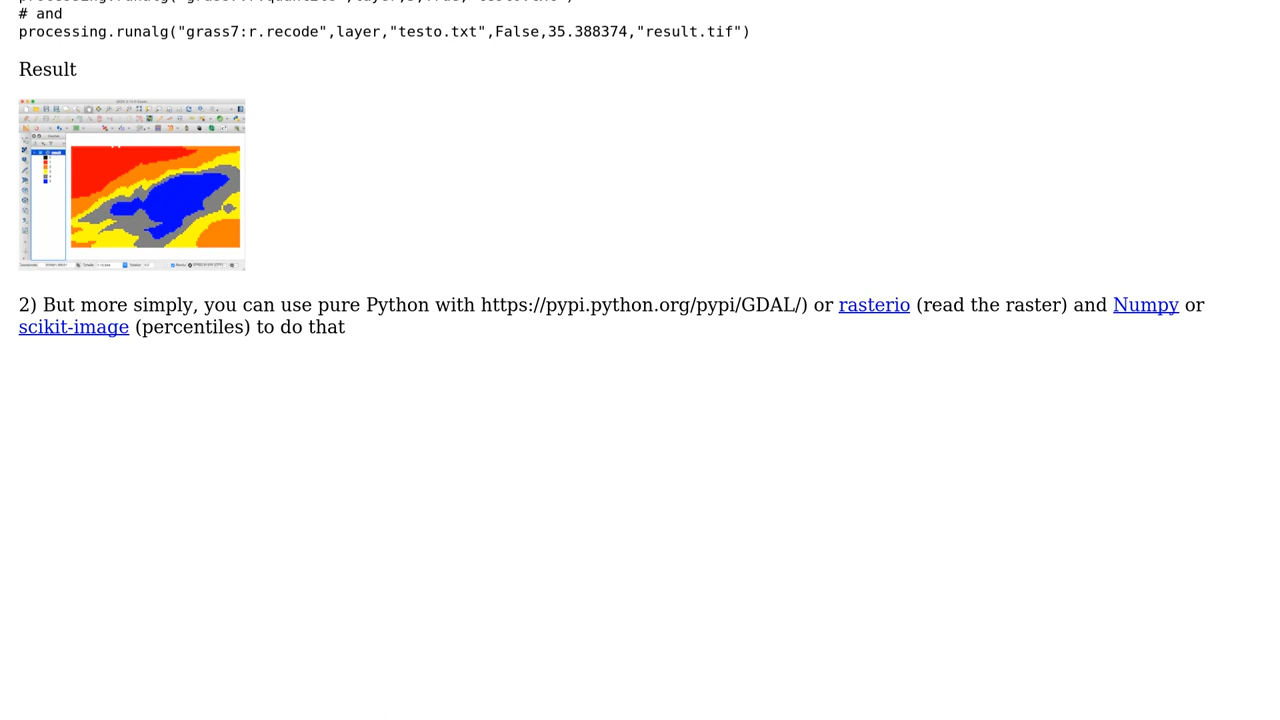 # and
processing.runalg("grass7:r.recode",layer,"testo.txt",False,35.388374,"result.tif")
Result
2) But more simply, you can use pure Python with https://pypi.python.org/pypi/GDAL/) or rasterio (read the raster) and Numpy or
scikit-image (percentiles) to do that